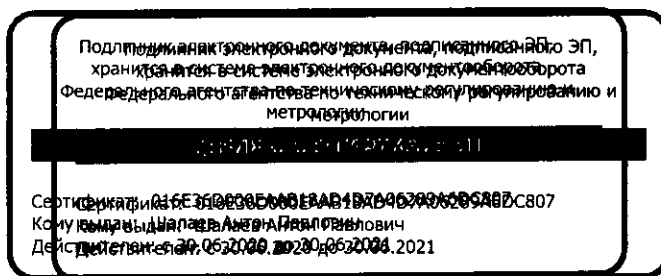 Подлинник электронного документа, подписанного ЭП,
хранится в системе электронного документооборота
Федерального агентства по техническому регулированию и
метрологии
Сертификат:
Кому выдан: Шалаев Антон Павлович
Действителен: с 30.06.2020 до 30.06.2021